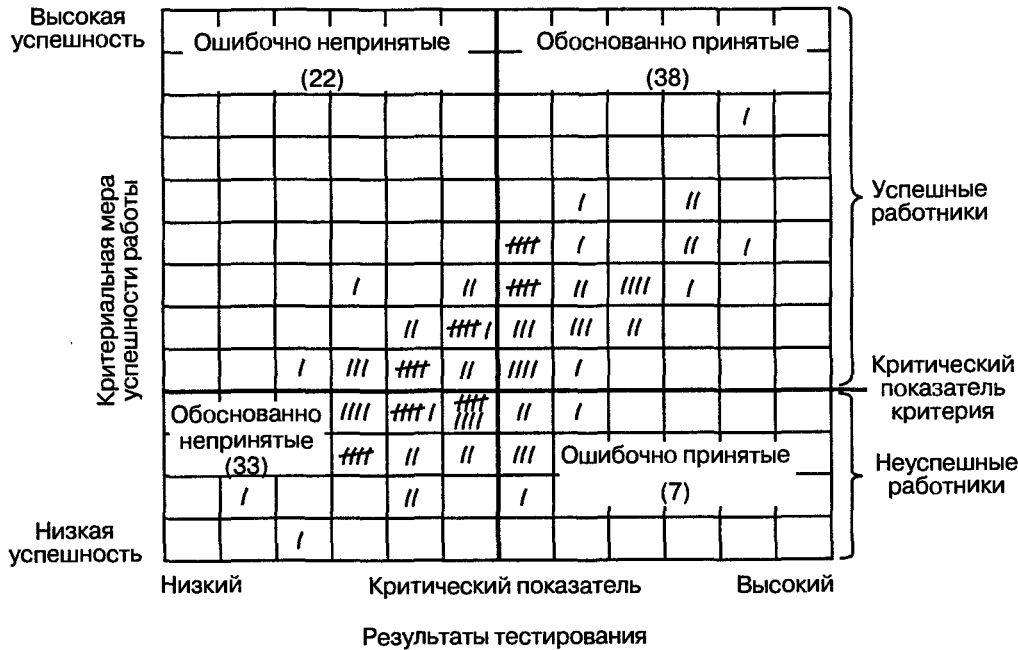 Высокая
успешность
Ошибочно непринятые
(22)
Обоснованно принятые
(38)
Критериальная мера
успешности работы
Успешные
работники
Критический
показатель
критерия
Обоснованно
непринятые
(33)
Ошибочно принятые
(7)
Неуспешные
работники
Низкая
успешность
Низкий
Критический показатель
Высокий
Результаты тестирования